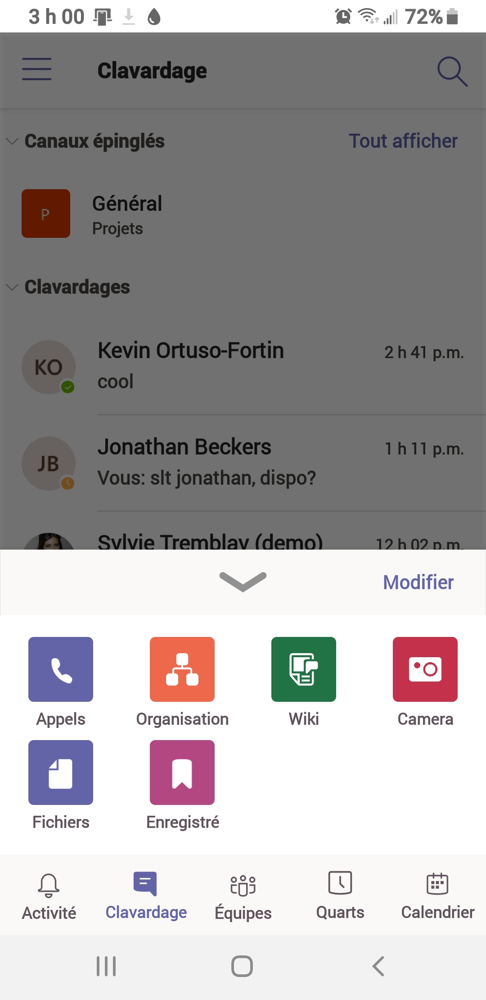 3 h 00 72%
Clavardage
Canaux épinglés Tout afficher
P
Général
Projets
Clavardages
KO
Kevin Ortuso-Fortin 2 h 41 p.m.
cool
JB
Jonathan Beckers 1 h 11 p.m.
Vous: slt jonathan, dispo?
Sylvie Tremblay (demo) 12 h 02 p.m.
Modifier
Appels Organisation Wiki Camera
Fichiers Enregistré
Activité Clavardage Équipes Quarts Calendrier